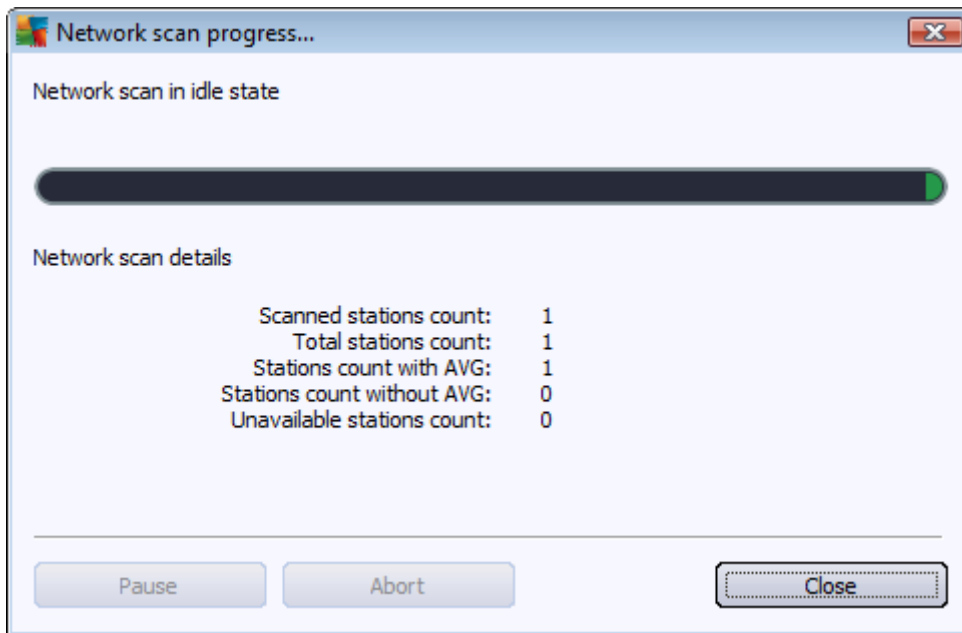 Network scan progress...
Network scan in idle state
Network scan details
Scanned stations count: 1
Total stations count: 1
Stations count with AVG: 1
Stations count without AVG: 0
Unavailable stations count: 0
Pause Abort Close